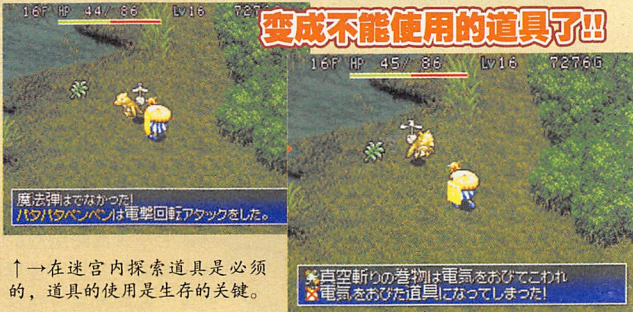 变成不能使用的道具了!!
16F HP 44/ 86 Lv16 7276G
魔法弾はでなかった!
パタパタペンペンは電撃回転アタックをした。
16F HP 45/ 86 Lv16 7276G
真空斬りの巻物は電気をおびてこわれ
電気をおびた道具になってしまった!
↑→在迷宫内探索道具是必须
的，道具的使用是生存的关键。